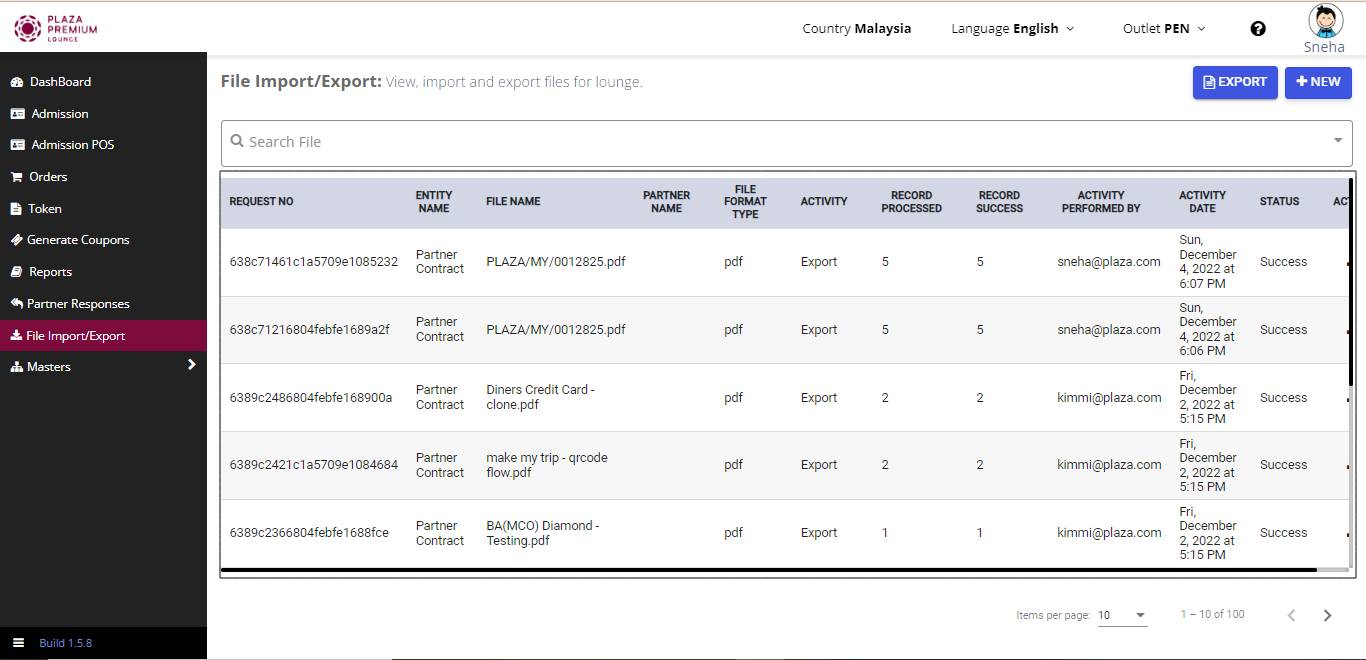 PLAZA
PREMIUM
LOUNGE
Country Malaysia
Language English
Outlet PEN
Sneha
DashBoard
Admission
Admission POS
Orders
Token
Generate Coupons
Reports
Partner Responses
File Import/Export
Masters
Build 1.5.8
File Import/Export: View, import and export files for lounge.
EXPORT
NEW
Search File
REQUEST NO
ENTITY
NAME
FILE NAME
PARTNER
NAME
FILE
FORMAT
TYPE
ACTIVITY
RECORD
PROCESSED
RECORD
SUCCESS
ACTIVITY
PERFORMED BY
ACTIVITY
DATE
STATUS
638c71461c1a5709e1085232
Partner
Contract
PLAZA/MY/0012825.pdf
pdf
Export
5
5
sneha@plaza.com
Sun,
December
4, 2022 at
6:07 PM
Success
638c71216804febfe1689a2f
Partner
Contract
PLAZA/MY/0012825.pdf
pdf
Export
5
5
sneha@plaza.com
Sun,
December
4, 2022 at
6:06 PM
Success
6389c2486804febfe168900a
Partner
Contract
Diners Credit Card -
clone.pdf
pdf
Export
2
2
kimmi@plaza.com
Fri,
December
2, 2022 at
5:15 PM
Success
6389c2421c1a5709e1084684
Partner
Contract
make my trip - qrcode
flow.pdf
pdf
Export
2
2
kimmi@plaza.com
Fri,
December
2, 2022 at
5:15 PM
Success
6389c2366804febfe1688fce
Partner
Contract
BA(MCO) Diamond -
Testing.pdf
pdf
Export
1
1
kimmi@plaza.com
Fri,
December
2, 2022 at
5:15 PM
Success
Items per page: 10
1 – 10 of 100